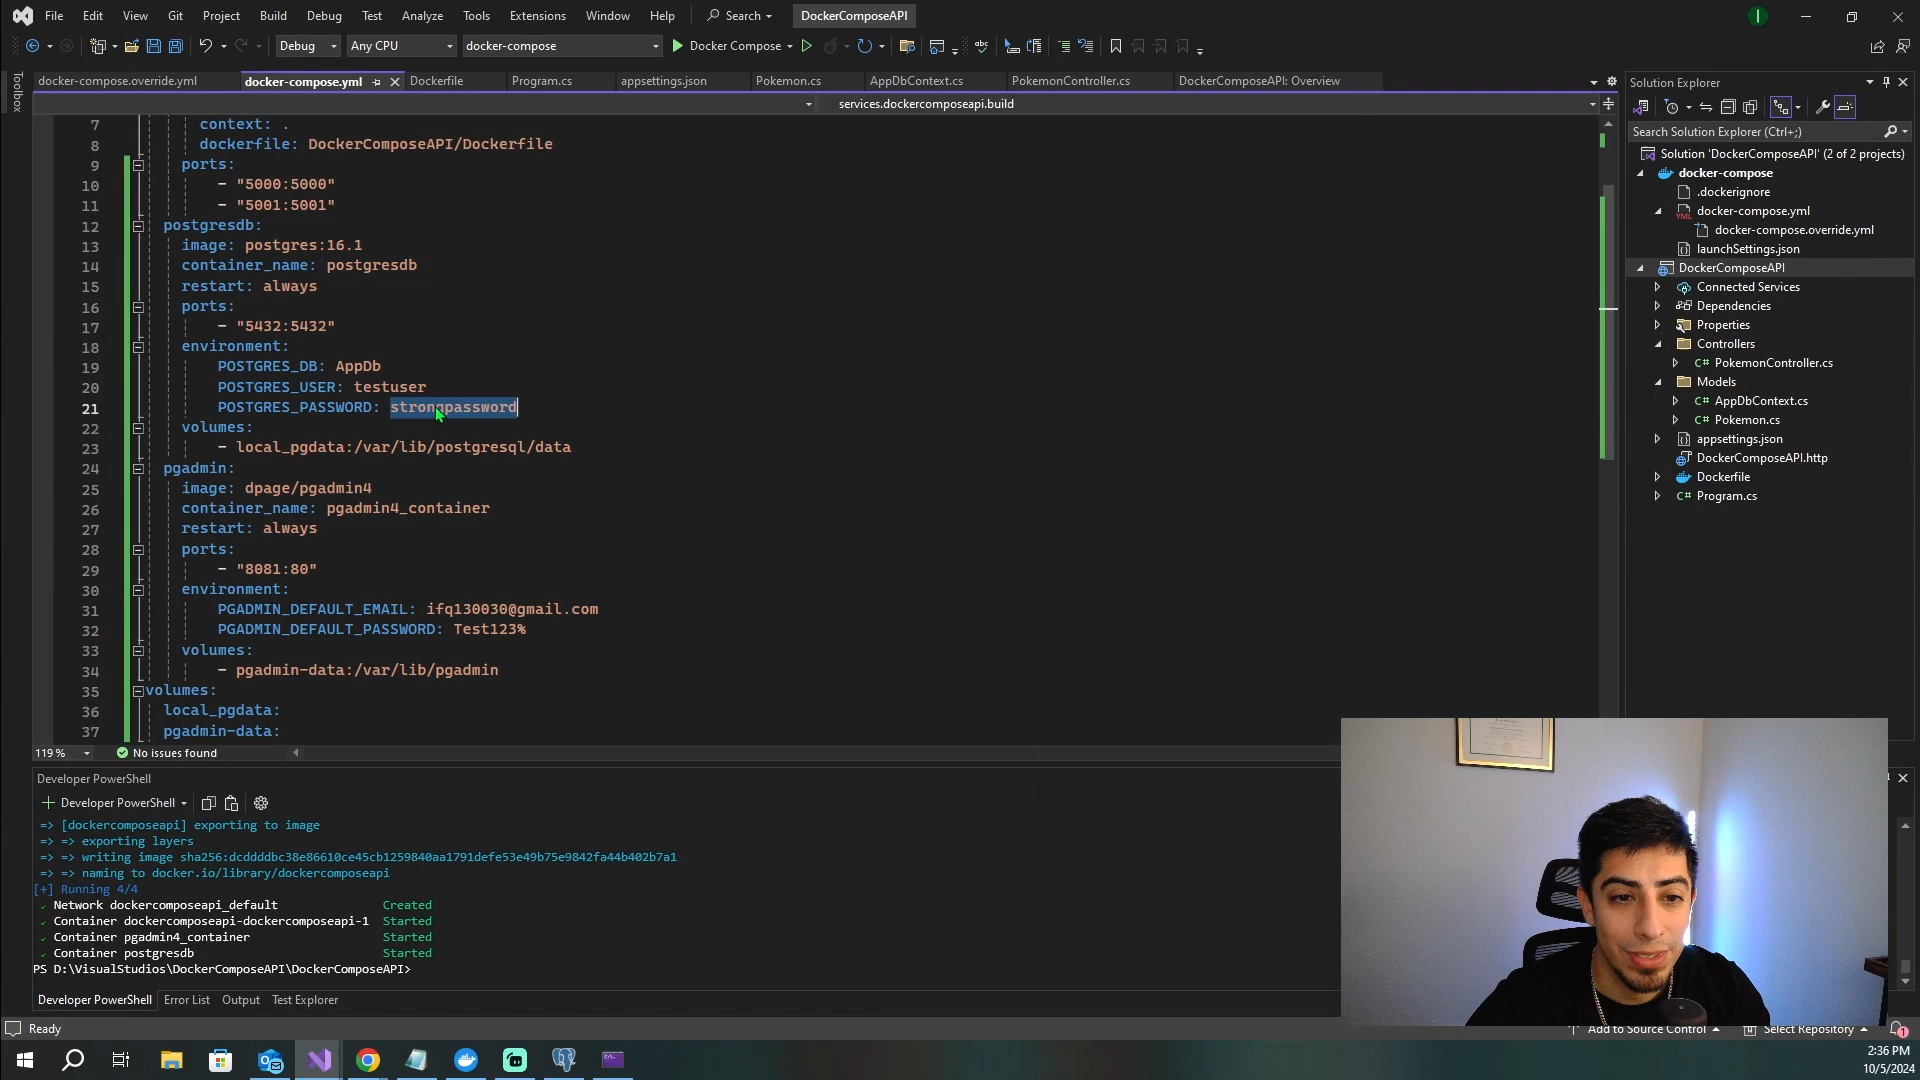 File Edit View Git Project Build Debug Test Analyze Tools Extensions Window Help Search DockerComposeAPI
Debug Any CPU docker-compose Docker Compose
Toolbox
docker-compose.override.yml docker-compose.yml Dockerfile Program.cs appsettings.json Pokemon.cs AppDbContext.cs PokemonController.cs DockerComposeAPI: Overview
services.dockercomposeapi.build
7 context: .
8 dockerfile: DockerComposeAPI/Dockerfile
9 ports:
10 - "5000:5000"
11 - "5001:5001"
12 postgresdb:
13 image: postgres:16.1
14 container_name: postgresdb
15 restart: always
16 ports:
17 - "5432:5432"
18 environment:
19 POSTGRES_DB: AppDb
20 POSTGRES_USER: testuser
21 POSTGRES_PASSWORD: strongpassword
22 volumes:
23 - local_pgdata:/var/lib/postgresql/data
24 pgadmin:
25 image: dpage/pgadmin4
26 container_name: pgadmin4_container
27 restart: always
28 ports:
29 - "8081:80"
30 environment:
31 PGADMIN_DEFAULT_EMAIL: ifq130030@gmail.com
32 PGADMIN_DEFAULT_PASSWORD: Test123%
33 volumes:
34 - pgadmin-data:/var/lib/pgadmin
35 volumes:
36 local_pgdata:
37 pgadmin-data:
119 % No issues found
Developer PowerShell
Developer PowerShell
=> [dockercomposeapi] exporting to image
=> => exporting layers
=> => writing image sha256:dcddddbc38e86610ce45cb1259840aa1791defe53e49b75e9842fa44b402b7a1
=> => naming to docker.io/library/dockercomposeapi
[+] Running 4/4
Network dockercomposeapi_default Created
Container dockercomposeapi-dockercomposeapi-1 Started
Container pgadmin4_container Started
Container postgresdb Started
PS D:\VisualStudios\DockerComposeAPI\DockerComposeAPI>
Developer PowerShell Error List Output Test Explorer
Ready
Add to Source Control Select Repository
Solution Explorer
Search Solution Explorer (Ctrl+;)
Solution 'DockerComposeAPI' (2 of 2 projects)
docker-compose
.dockerignore
docker-compose.yml
docker-compose.override.yml
launchSettings.json
DockerComposeAPI
Connected Services
Dependencies
Properties
Controllers
C# PokemonController.cs
Models
C# AppDbContext.cs
C# Pokemon.cs
appsettings.json
DockerComposeAPI.http
Dockerfile
C# Program.cs
2:36 PM
10/5/2024